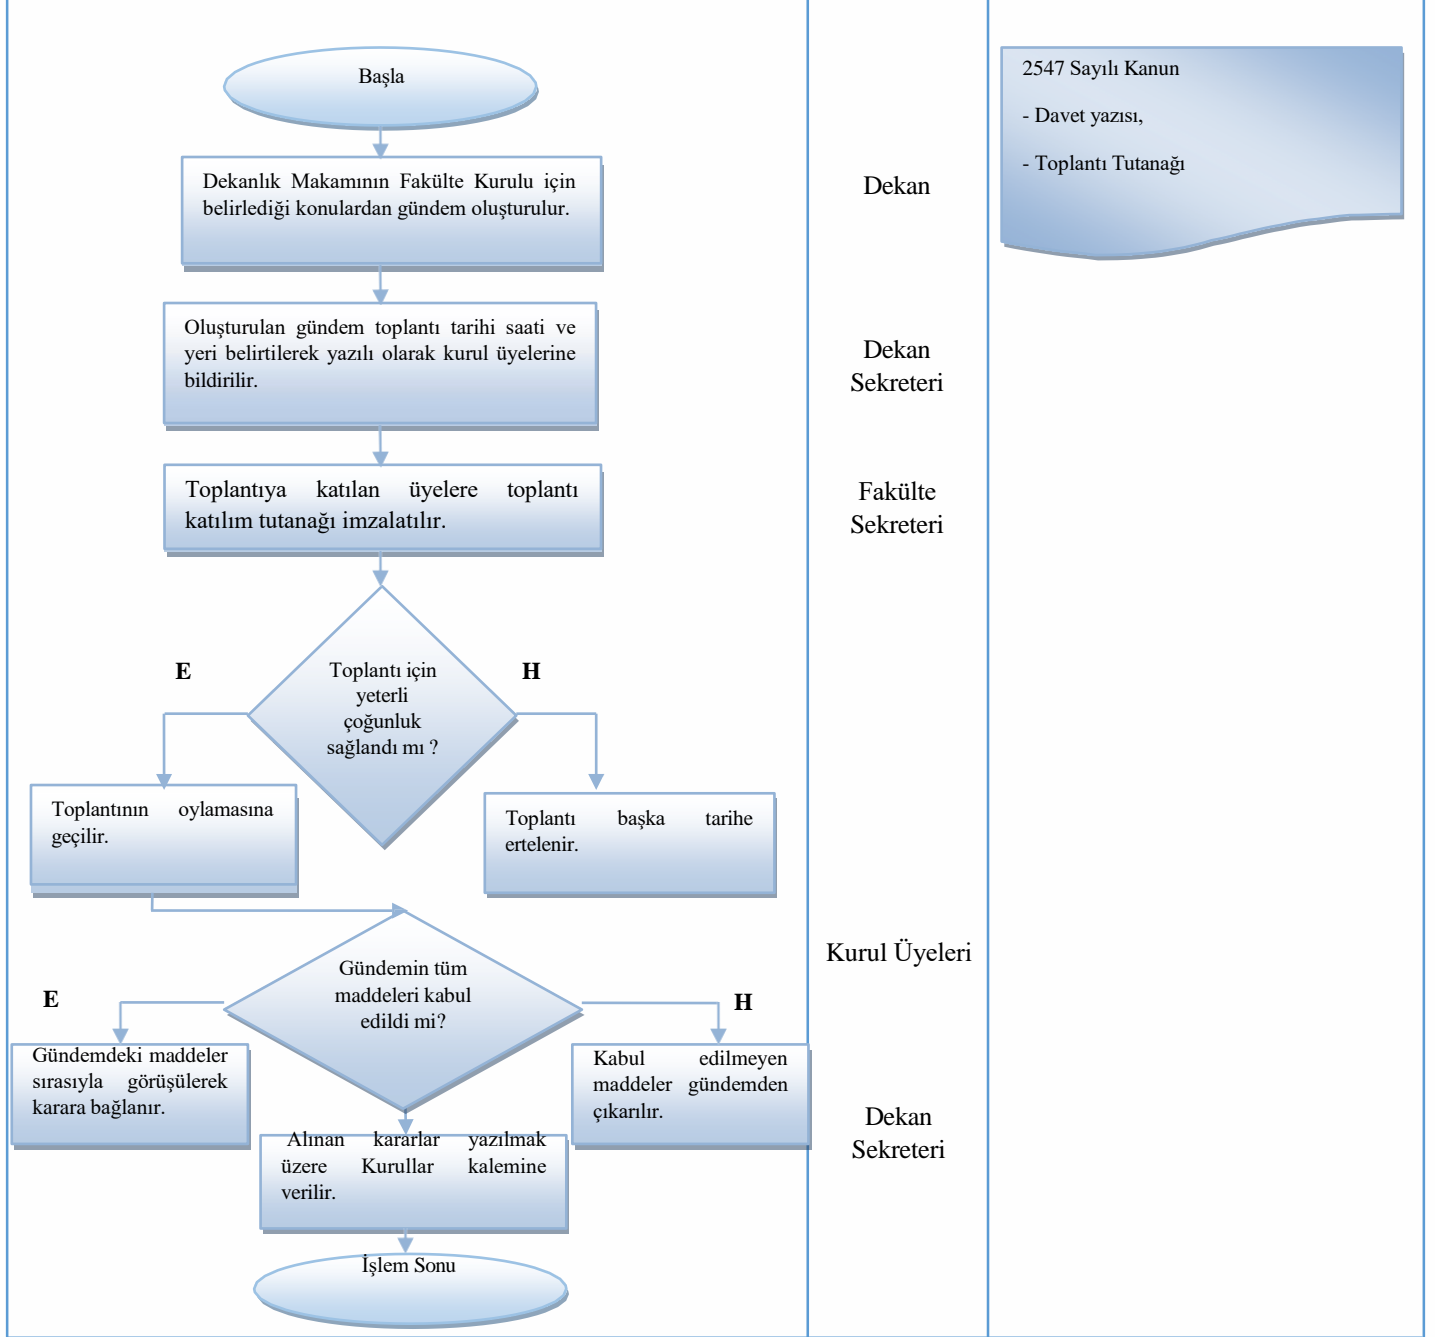 Başla
2547 Sayılı Kanun
- Davet yazısı,
- Toplantı Tutanağı
Dekanlık Makamının Fakülte Kurulu için
belirlediği konulardan gündem oluşturulur.
Dekan
Oluşturulan gündem toplantı tarihi saati ve
yeri belirtilerek yazılı olarak kurul üyelerine
bildirilir.
Dekan
Sekreteri
Toplantıya katılan üyelere toplantı
katılım tutanağı imzalatılır.
Fakülte
Sekreteri
E
H
Toplantı için
yeterli
çoğunluk
sağlandı mı ?
Toplantının oylamasına
geçilir.
Toplantı başka tarihe
ertelenir.
Kurul Üyeleri
Gündemin tüm
maddeleri kabul
edildi mi?
E
H
Gündemdeki maddeler
sırasıyla görüşülerek
karara bağlanır.
Kabul edilmeyen
maddeler gündemden
çıkarılır.
Dekan
Sekreteri
Alınan kararlar yazılmak
üzere Kurullar kalemine
verilir.
İşlem Sonu